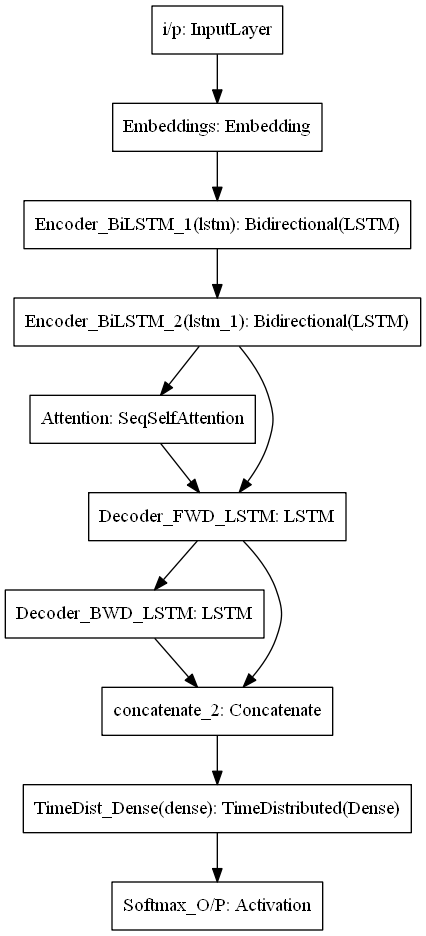 i/p: InputLayer
Embeddings: Embedding
Encoder_BiLSTM_1(lstm): Bidirectional(LSTM)
Encoder_BiLSTM_2(lstm_1): Bidirectional(LSTM)
Attention: SeqSelfAttention
Decoder_FWD_LSTM: LSTM
Decoder_BWD_LSTM: LSTM
concatenate_2: Concatenate
TimeDist_Dense(dense): TimeDistributed(Dense)
Softmax_O/P: Activation